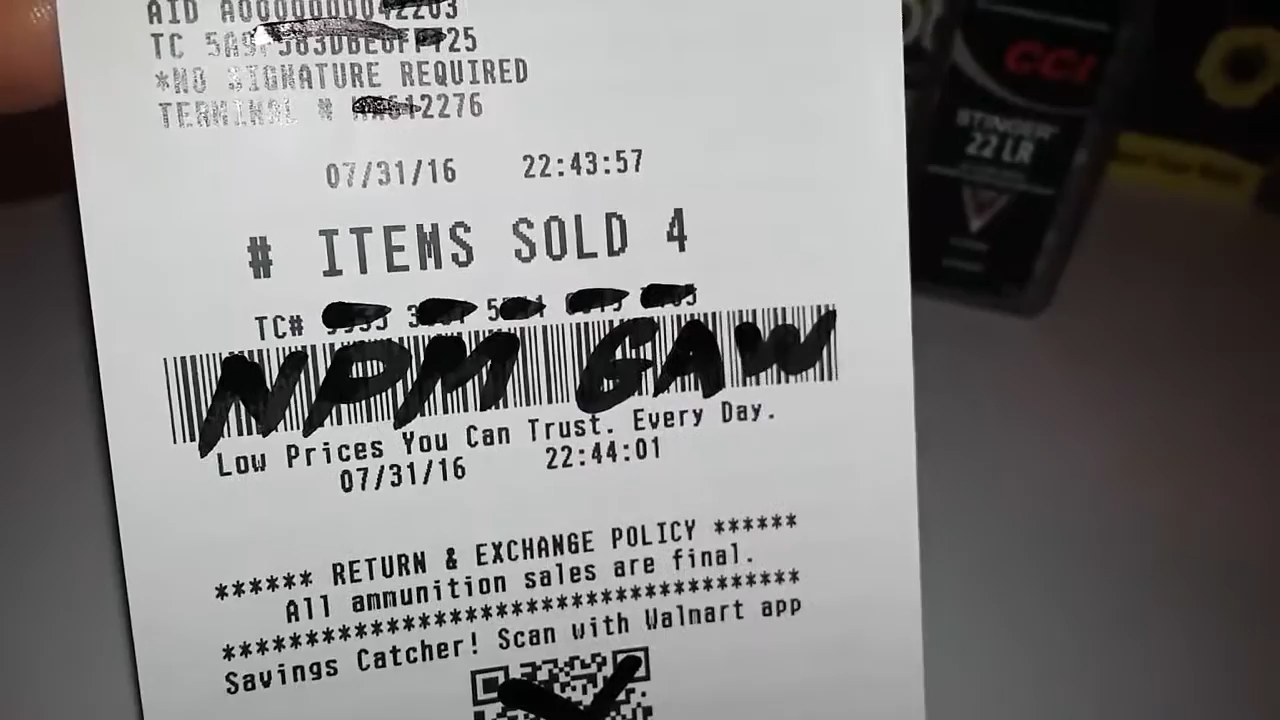 *NO SIGNATURE REQUIRED
TERMINAL #
07/31/16 22:43:57
# ITEMS SOLD 4
TC#
NPM GAW
Low Prices You Can Trust. Every Day.
07/31/16 22:44:01
****** RETURN & EXCHANGE POLICY ******
All ammunition sales are final.
******************************************
Savings Catcher! Scan with Walmart app
CCI
STINGER
22 LR